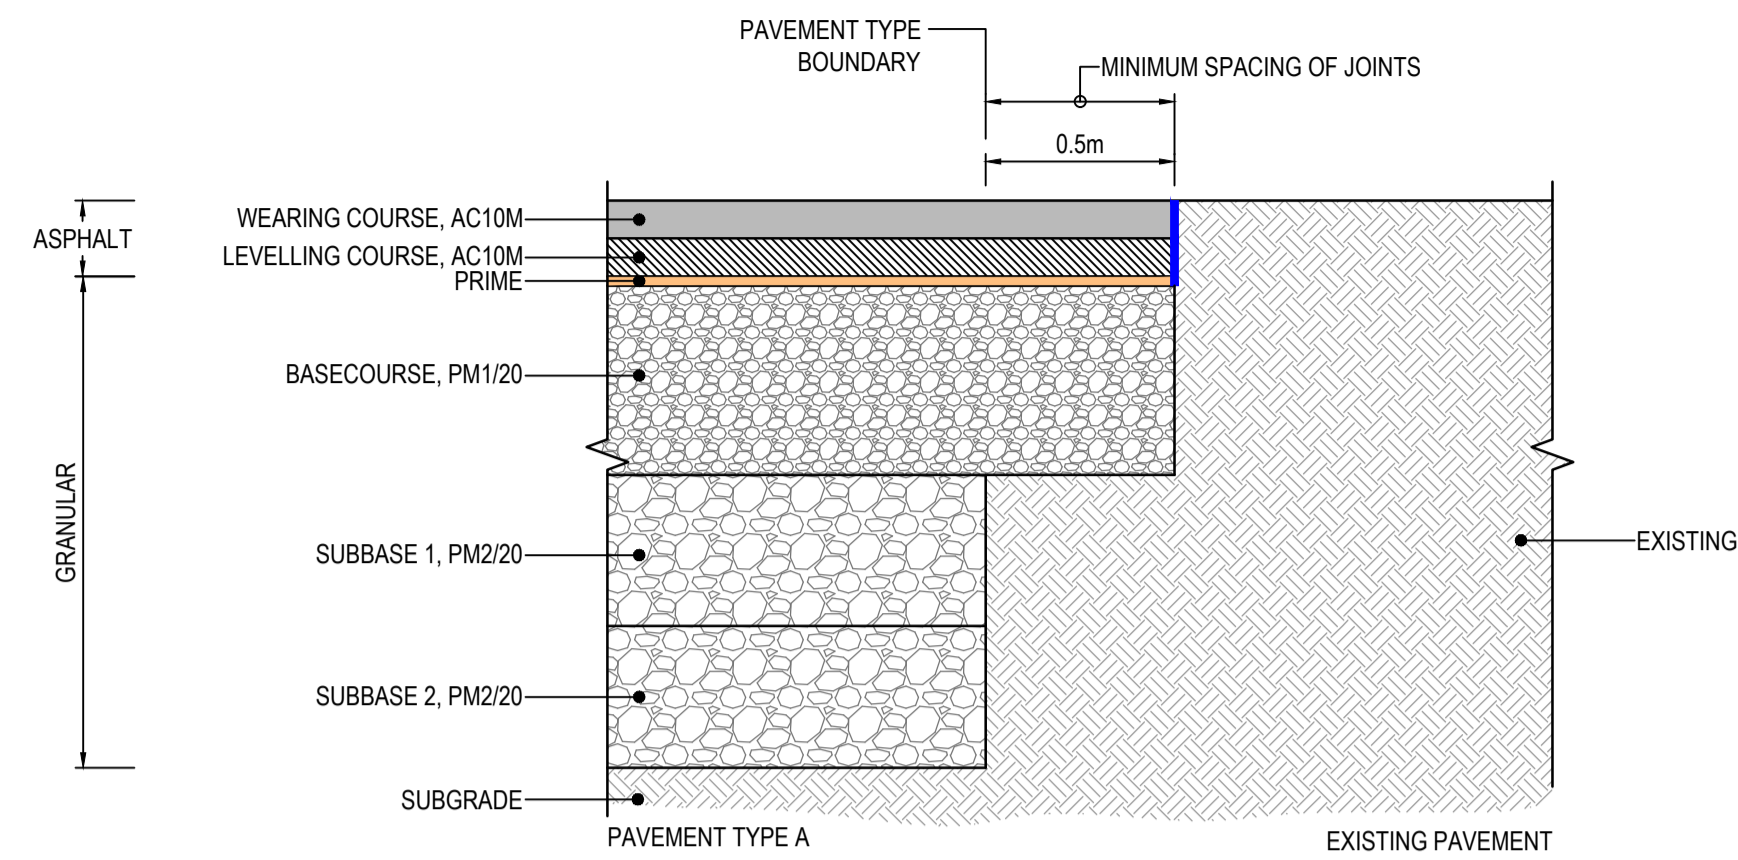 PAVEMENT TYPE
BOUNDARY
MINIMUM SPACING OF JOINTS
0.5m
ASPHALT
WEARING COURSE, AC10M
LEVELLING COURSE, AC10M
PRIME
BASECOURSE, PM1/20
GRANULAR
SUBBASE 1, PM2/20
EXISTING
SUBBASE 2, PM2/20
SUBGRADE
PAVEMENT TYPE A
EXISTING PAVEMENT